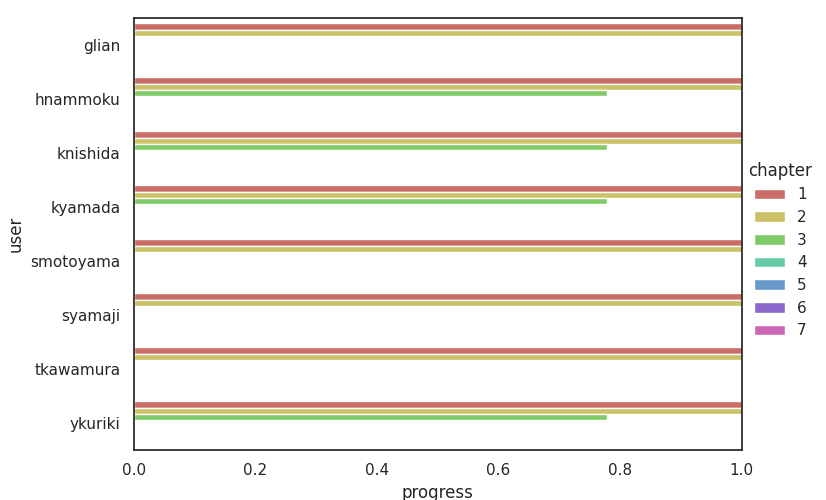 glian
hnammoku
knishida
kyamada
smotoyama
syamaji
tkawamura
ykuriki
user
0.0 0.2 0.4 0.6 0.8 1.0
progress
chapter
1
2
3
4
5
6
7